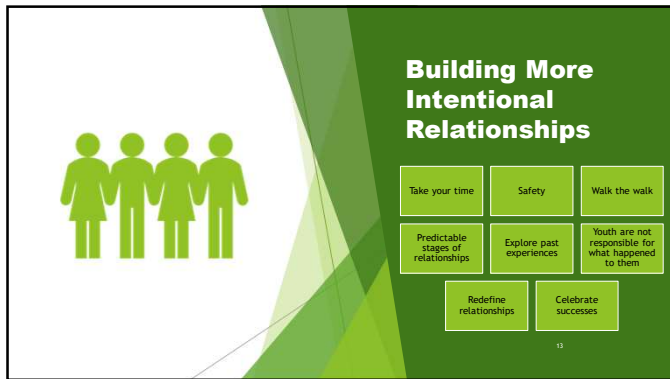 Building More
Intentional
Relationships
Take your time
Safety
Walk the walk
Predictable
stages of
relationships
Explore past
experiences
Youth are not
responsible for
what happened
to them
Redefine
relationships
Celebrate
successes
13